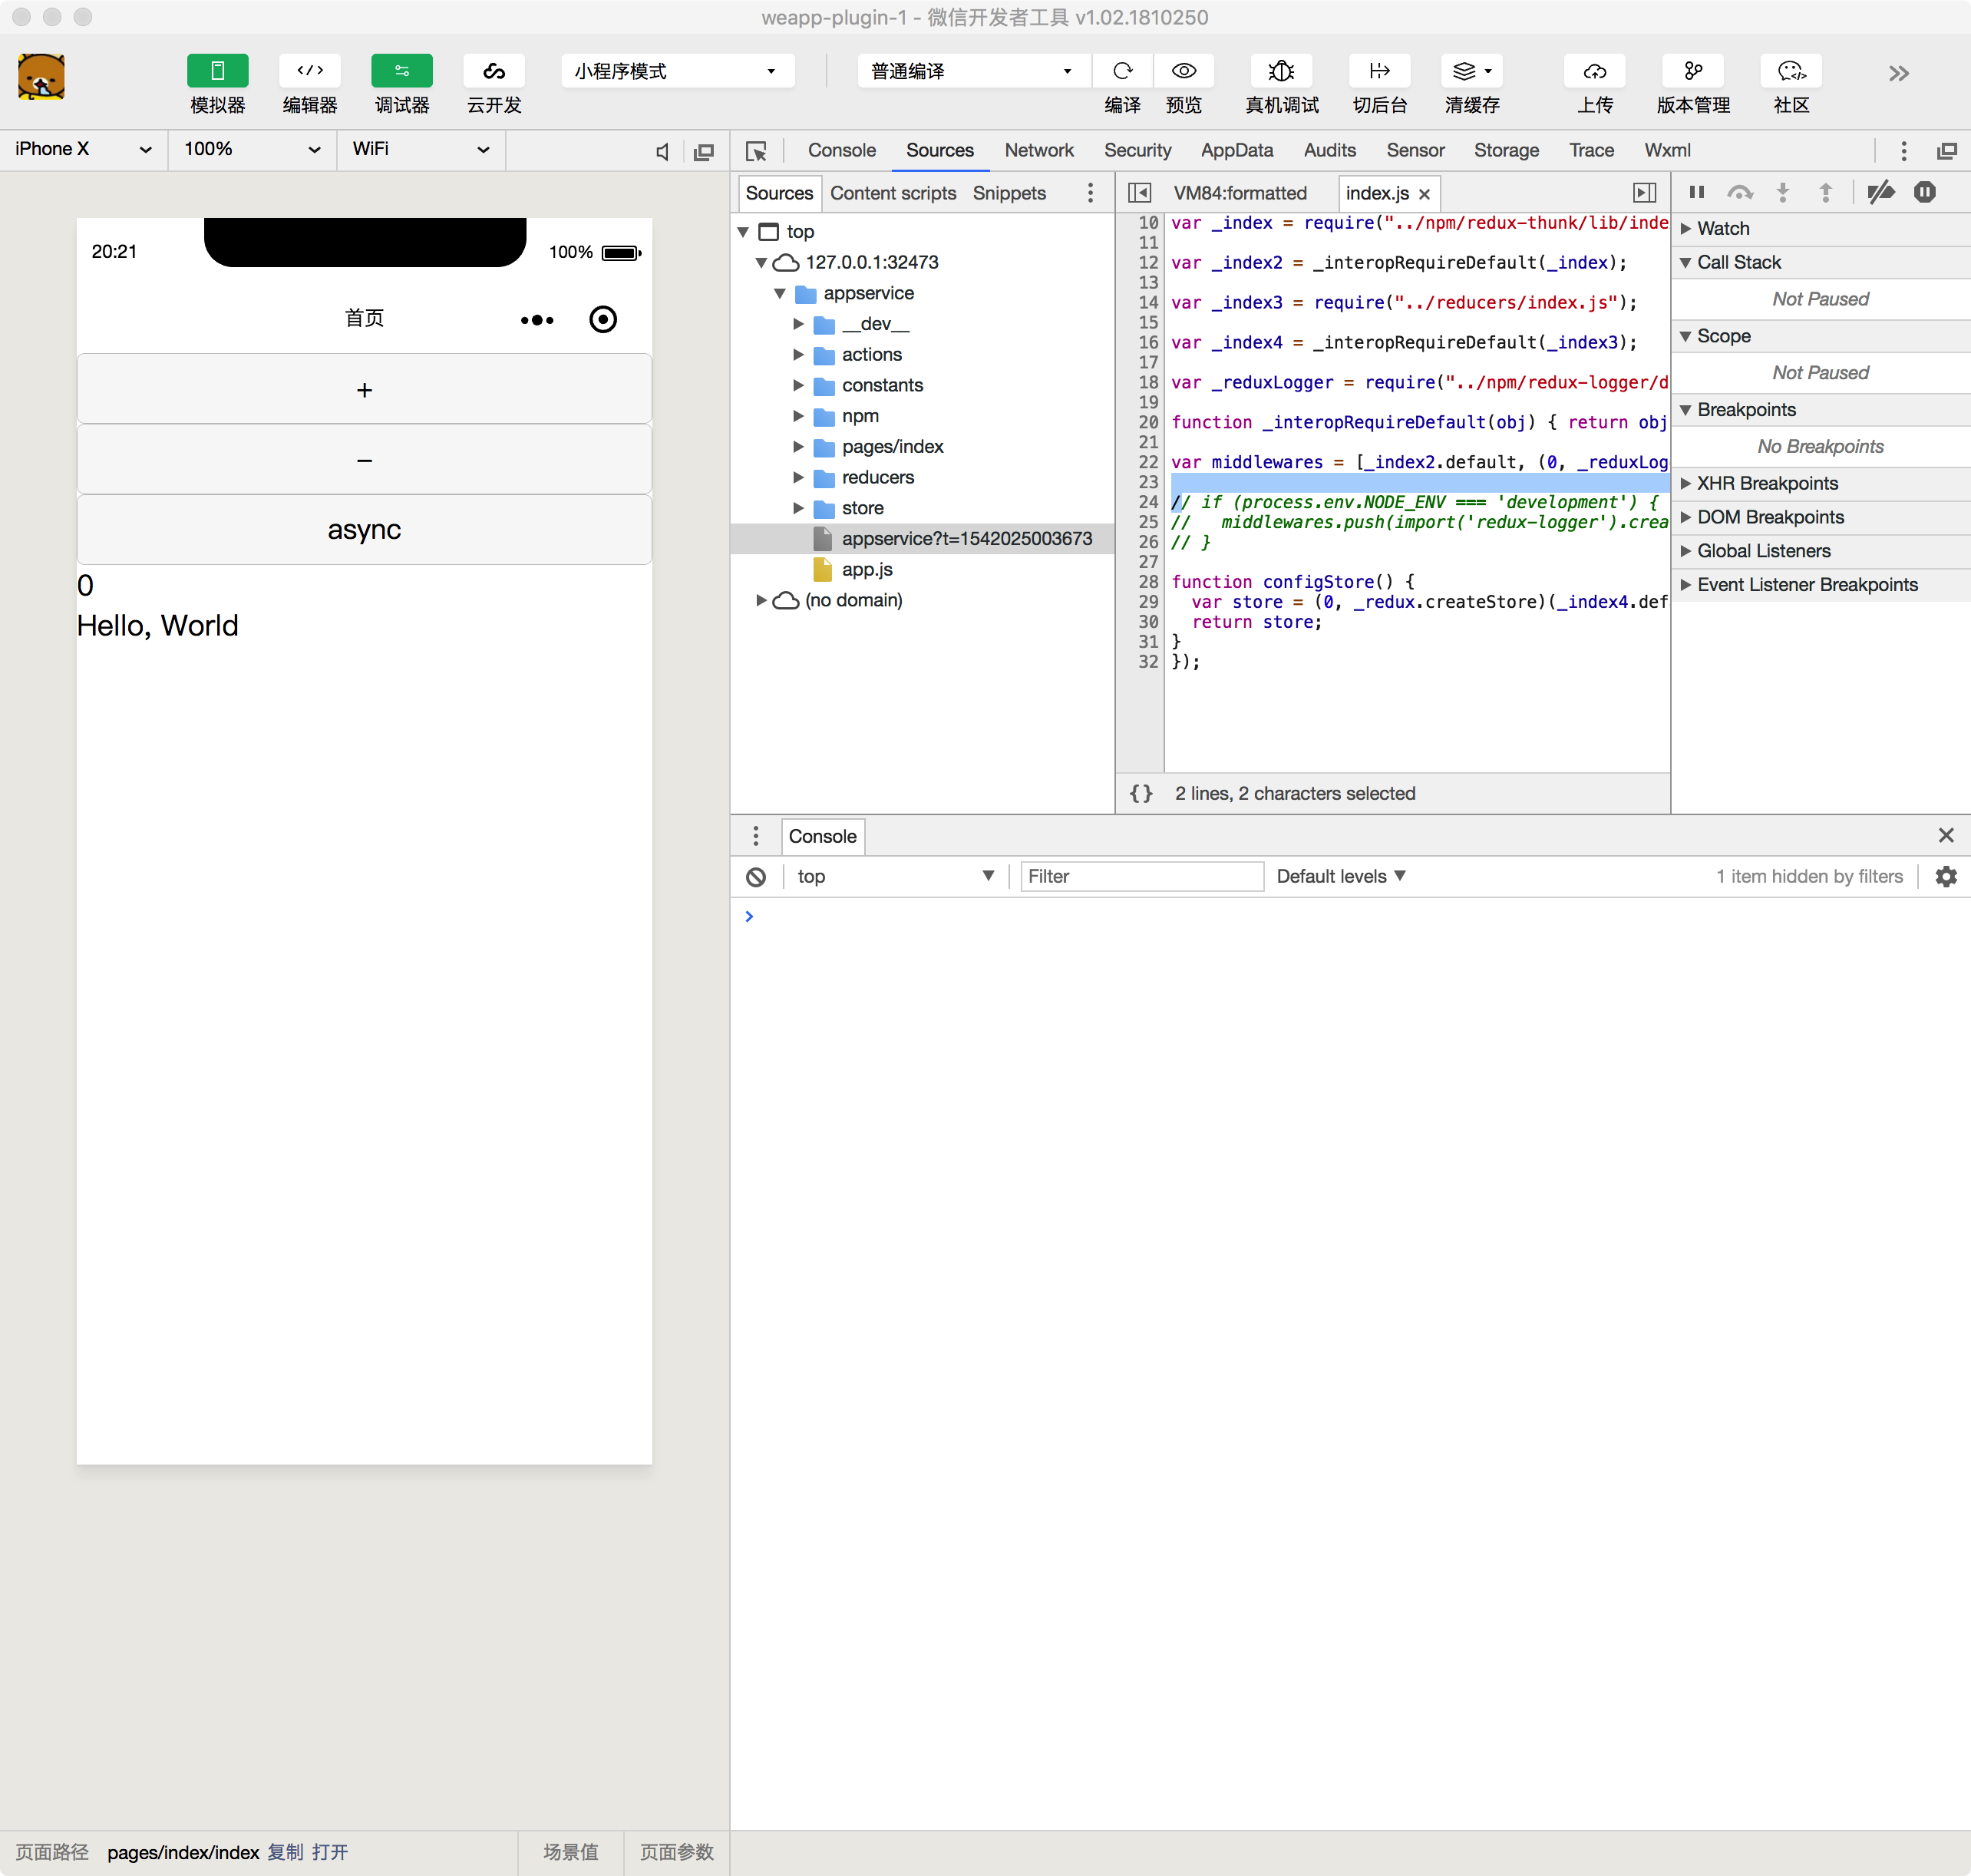 weapp-plugin-1 - 微信开发者工具 v1.02.1810250
模拟器
编辑器
调试器
云开发
小程序模式
普通编译
编译
预览
真机调试
切后台
清缓存
上传
版本管理
社区
iPhone X
100%
WiFi
Console Sources Network Security AppData Audits Sensor Storage Trace Wxml
20:21
100%
首页
+
–
async
0
Hello, World
Sources Content scripts Snippets
top
127.0.0.1:32473
appservice
__dev__
actions
constants
npm
pages/index
reducers
store
appservice?t=1542025003673
app.js
(no domain)
VM84:formatted
index.js ×
10 var _index = require("../npm/redux-thunk/lib/inde
11
12 var _index2 = _interopRequireDefault(_index);
13
14 var _index3 = require("../reducers/index.js");
15
16 var _index4 = _interopRequireDefault(_index3);
17
18 var _reduxLogger = require("../npm/redux-logger/d
19
20 function _interopRequireDefault(obj) { return obj
21
22 var middlewares = [_index2.default, (0, _reduxLog
23
24 // if (process.env.NODE_ENV === 'development') {
25 //   middlewares.push(import('redux-logger').crea
26 // }
27
28 function configStore() {
29   var store = (0, _redux.createStore)(_index4.def
30   return store;
31 }
32 });
{} 2 lines, 2 characters selected
Watch
Call Stack
Not Paused
Scope
Not Paused
Breakpoints
No Breakpoints
XHR Breakpoints
DOM Breakpoints
Global Listeners
Event Listener Breakpoints
Console
top
Filter
Default levels
1 item hidden by filters
页面路径 pages/index/index 复制 打开
场景值
页面参数